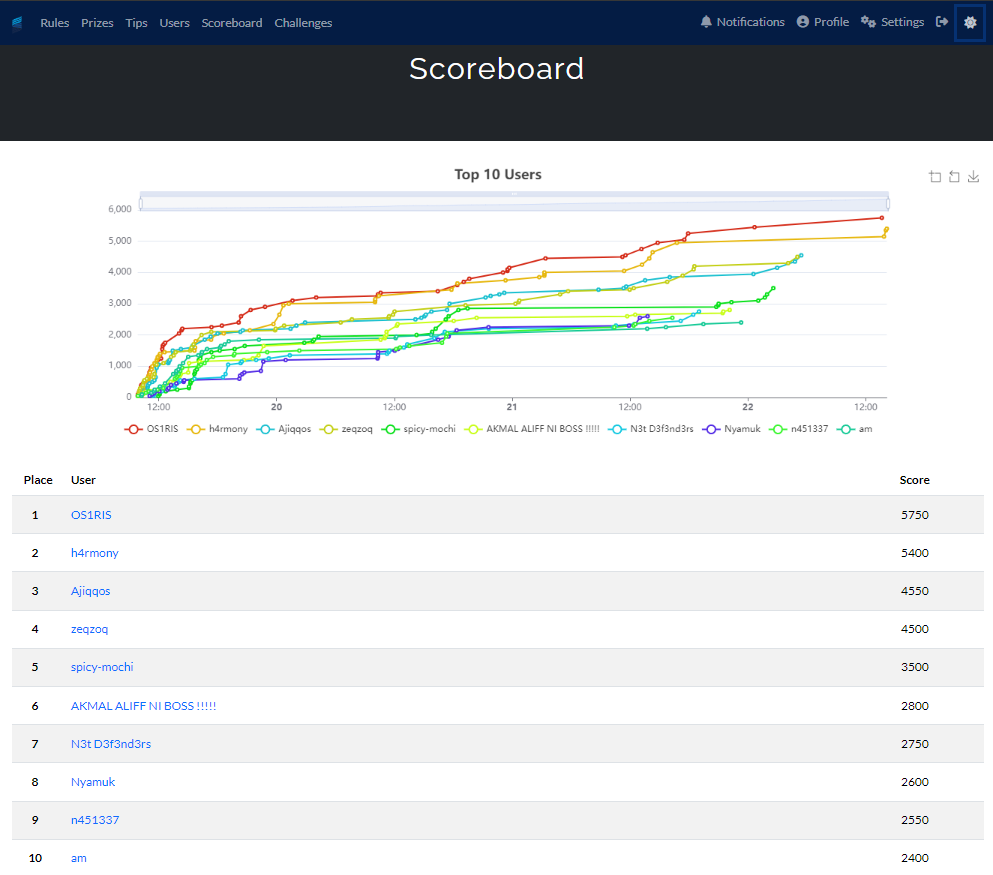 Rules Prizes Tips Users Scoreboard Challenges Notifications Profile Settings
Scoreboard
Top 10 Users
6,000
5,000
4,000
3,000
2,000
1,000
0
12:00 20 12:00 21 12:00 22 12:00
OS1RIS h4rmony Ajiqqos zeqzoq spicy-mochi AKMAL ALIFF NI BOSS !!!!! N3t D3f3nd3rs Nyamuk n451337 am
Place User Score
1 OS1RIS 5750
2 h4rmony 5400
3 Ajiqqos 4550
4 zeqzoq 4500
5 spicy-mochi 3500
6 AKMAL ALIFF NI BOSS !!!!! 2800
7 N3t D3f3nd3rs 2750
8 Nyamuk 2600
9 n451337 2550
10 am 2400